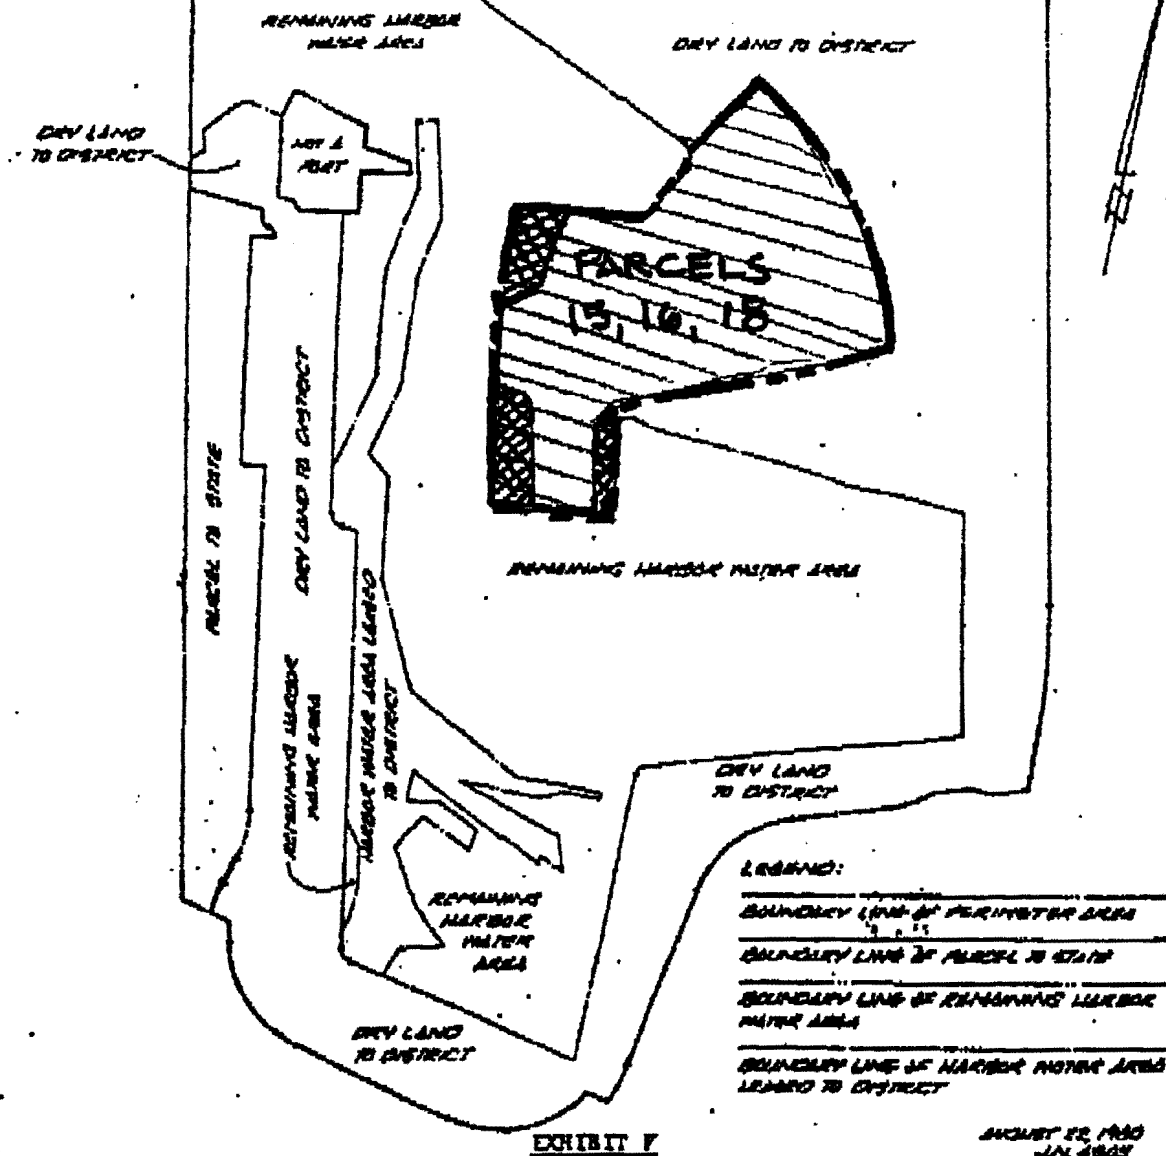 REMAINING HARBOR
WATER AREA
DRY LAND TO DISTRICT
DRY LAND
TO DISTRICT
NOT A
PART
PARCELS
15, 16, 18
PARCEL TO STATE
DRY LAND TO DISTRICT
REMAINING HARBOR
WATER AREA
HARBOR WATER AREA LEASED
TO DISTRICT
REMAINING HARBOR WATER AREA
DRY LAND
TO DISTRICT
REMAINING
HARBOR
WATER
AREA
DRY LAND
TO DISTRICT
LEGEND:
BOUNDARY LINE OF PERIMETER AREA
BOUNDARY LINE OF PARCEL TO STATE
BOUNDARY LINE OF REMAINING HARBOR
WATER AREA
BOUNDARY LINE OF HARBOR WATER AREA
LEASED TO DISTRICT
EXHIBIT F
AUGUST 22,
J.N.